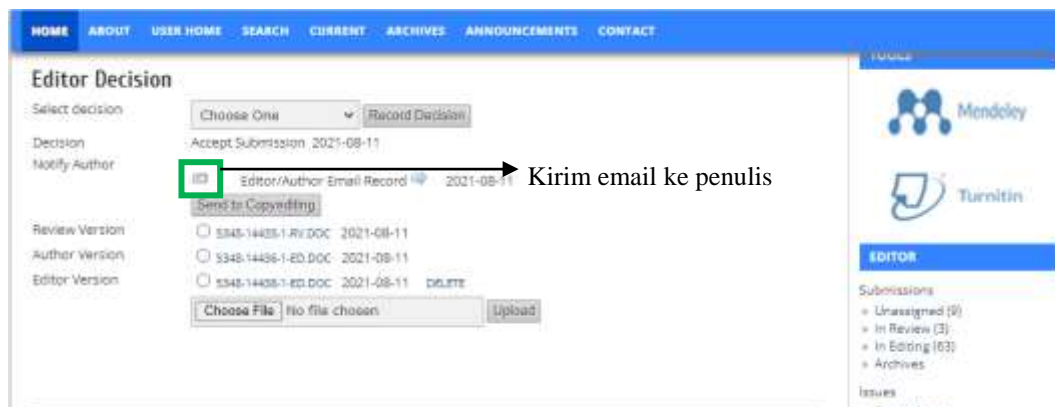 HOME ABOUT USER HOME SEARCH CURRENT ARCHIVES ANNOUNCEMENTS CONTACT
TOOLS
Editor Decision
Select decision Choose One Record Decision
Mendeley
Decision Accept Submission 2021-08-11
Notify Author
Editor/Author Email Record 2021-08-11 Kirim email ke penulis
Send to Copyediting
Turnitin
Review Version 5348-14435-1-RV.DOC 2021-08-11
Author Version 5348-14436-1-ED.DOC 2021-08-11
EDITOR
Editor Version 5348-14438-1-ED.DOC 2021-08-11 DELETE
Choose File No file chosen Upload
Submissions
» Unassigned (9)
» In Review (3)
» In Editing (63)
» Archives
Issues